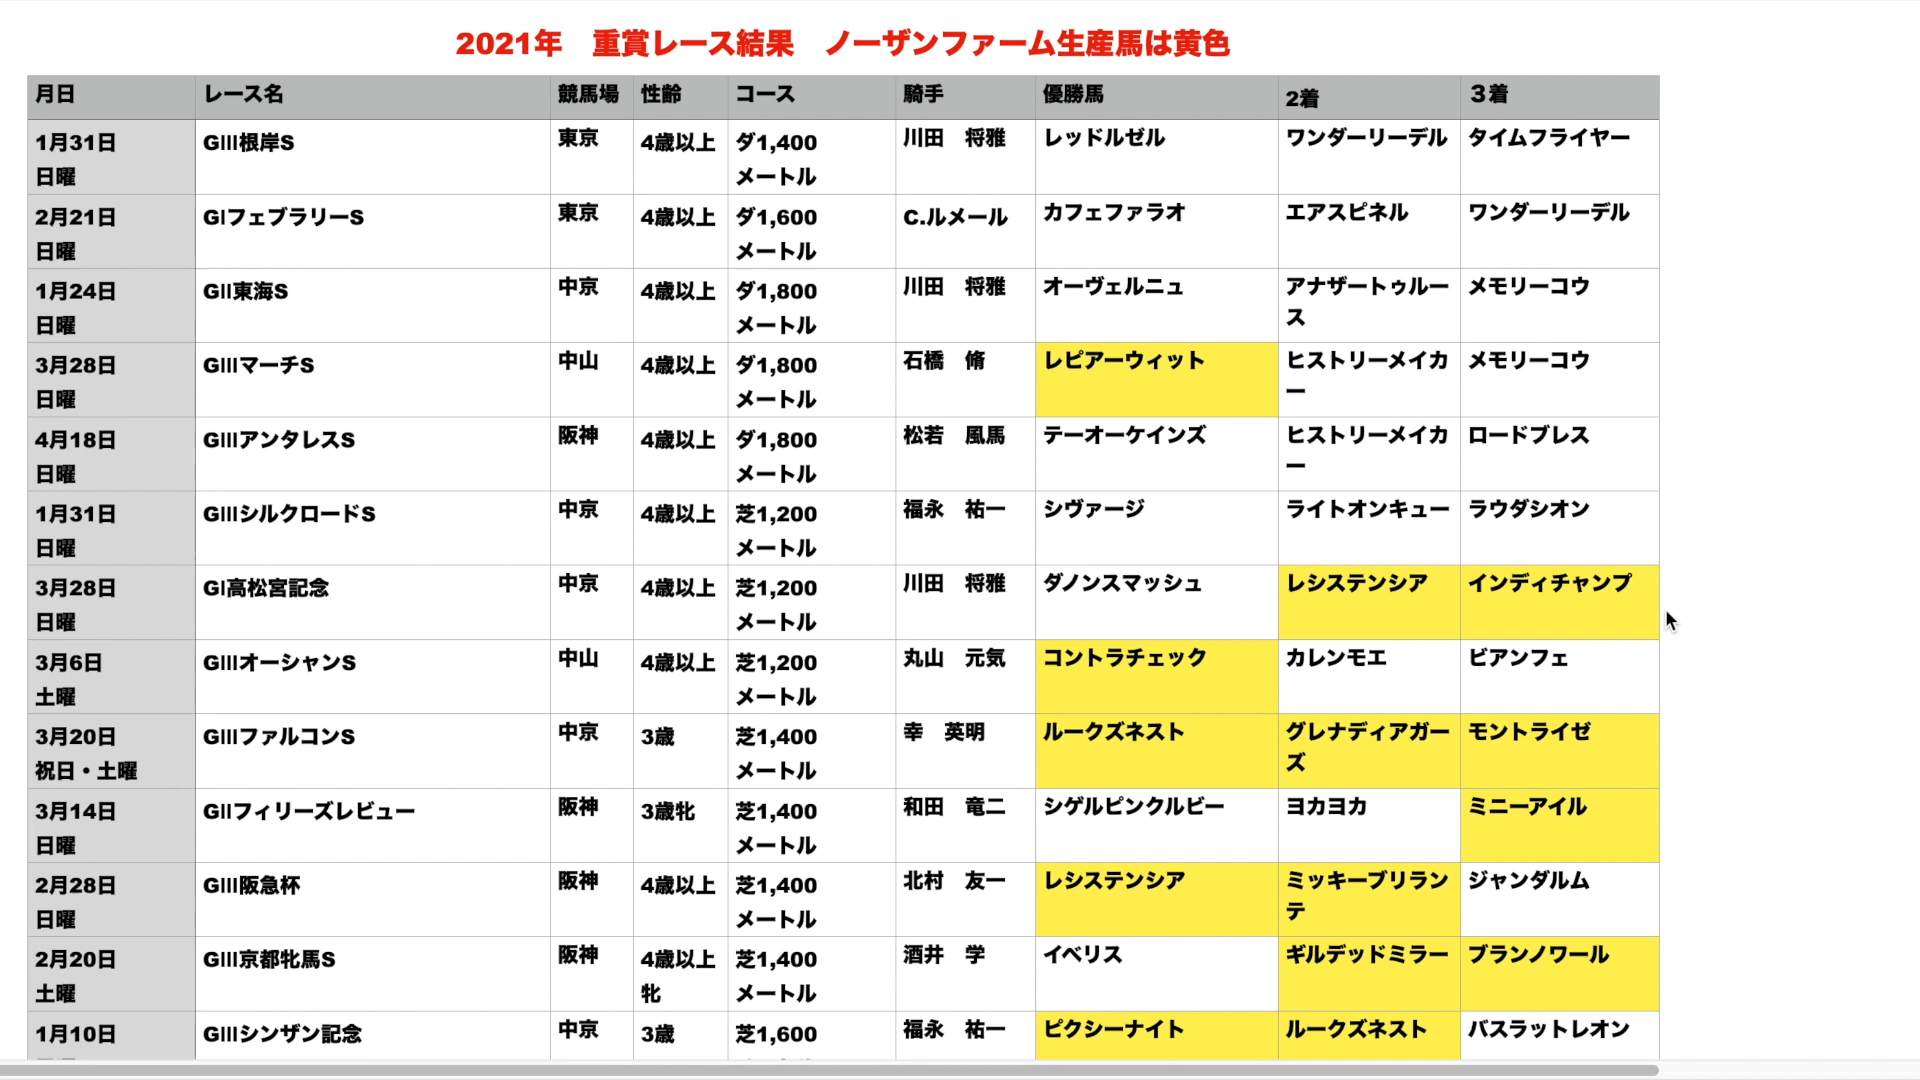 2021年　重賞レース結果　ノーザンファーム生産馬は黄色
月日 レース名 競馬場 性齢 コース 騎手 優勝馬 2着 ３着
1月31日 GIII根岸S 東京 4歳以上 ダ1,400 川田　将雅 レッドルゼル ワンダーリーデル タイムフライヤー
日曜 メートル
2月21日 GIフェブラリーS 東京 4歳以上 ダ1,600 C.ルメール カフェファラオ エアスピネル ワンダーリーデル
日曜 メートル
1月24日 GII東海S 中京 4歳以上 ダ1,800 川田　将雅 オーヴェルニュ アナザートゥルー メモリーコウ
日曜 メートル ス
3月28日 GIIIマーチS 中山 4歳以上 ダ1,800 石橋　脩 レピアーウィット ヒストリーメイカ メモリーコウ
日曜 メートル ー
4月18日 GIIIアンタレスS 阪神 4歳以上 ダ1,800 松若　風馬 テーオーケインズ ヒストリーメイカ ロードブレス
日曜 メートル ー
1月31日 GIIIシルクロードS 中京 4歳以上 芝1,200 福永　祐一 シヴァージ ライトオンキュー ラウダシオン
日曜 メートル
3月28日 GI高松宮記念 中京 4歳以上 芝1,200 川田　将雅 ダノンスマッシュ レシステンシア インディチャンプ
日曜 メートル
3月6日 GIIIオーシャンS 中山 4歳以上 芝1,200 丸山　元気 コントラチェック カレンモエ ビアンフェ
土曜 メートル
3月20日 GIIIファルコンS 中京 3歳 芝1,400 幸　英明 ルークズネスト グレナディアガー モントライゼ
祝日・土曜 メートル ズ
3月14日 GIIフィリーズレビュー 阪神 3歳牝 芝1,400 和田　竜二 シゲルピンクルビー ヨカヨカ ミニーアイル
日曜 メートル
2月28日 GIII阪急杯 阪神 4歳以上 芝1,400 北村　友一 レシステンシア ミッキーブリラン ジャンダルム
日曜 メートル テ
2月20日 GIII京都牝馬S 阪神 4歳以上 芝1,400 酒井　学 イベリス ギルデッドミラー ブランノワール
土曜 牝 メートル
1月10日 GIIIシンザン記念 中京 3歳 芝1,600 福永　祐一 ピクシーナイト ルークズネスト バスラットレオン